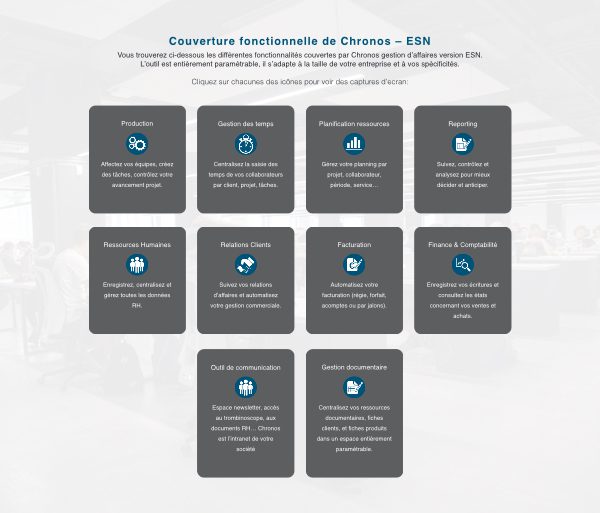 Couverture fonctionnelle de Chronos – ESN
Vous trouverez ci-dessous les différentes fonctionnalités couvertes par Chronos gestion d'affaires version ESN.
L'outil est entièrement paramétrable, il s'adapte à la taille de votre entreprise et à vos spécificités.
Cliquez sur chacunes des icônes pour voir des captures d'ecran:
Production
Affectez vos équipes, créez
des tâches, contrôlez votre
avancement projet.
Gestion des temps
Centralisez la saisie des
temps de vos collaborateurs
par client, projet, tâches.
Planification ressources
Gérez votre planning par
projet, collaborateur,
période, service…
Reporting
Suivez, contrôlez et
analysez pour mieux
décider et anticiper.
Ressources Humaines
Enregistrez, centralisez et
gérez toutes les données
RH.
Relations Clients
Suivez vos relations
d'affaires et automatisez
votre gestion commerciale.
Facturation
Automatisez votre
facturation (régie, forfait,
acomptes ou par jalons).
Finance & Comptabilité
Enregistrez vos écritures et
consultez les états
concernant vos ventes et
achats.
Outil de communication
Espace newsletter, accès
au trombinoscope, aux
documents RH… Chronos
est l'intranet de votre
société
Gestion documentaire
Centralisez vos ressources
documentaires, fiches
clients, et fiches produits
dans un espace entièrement
paramétrable.